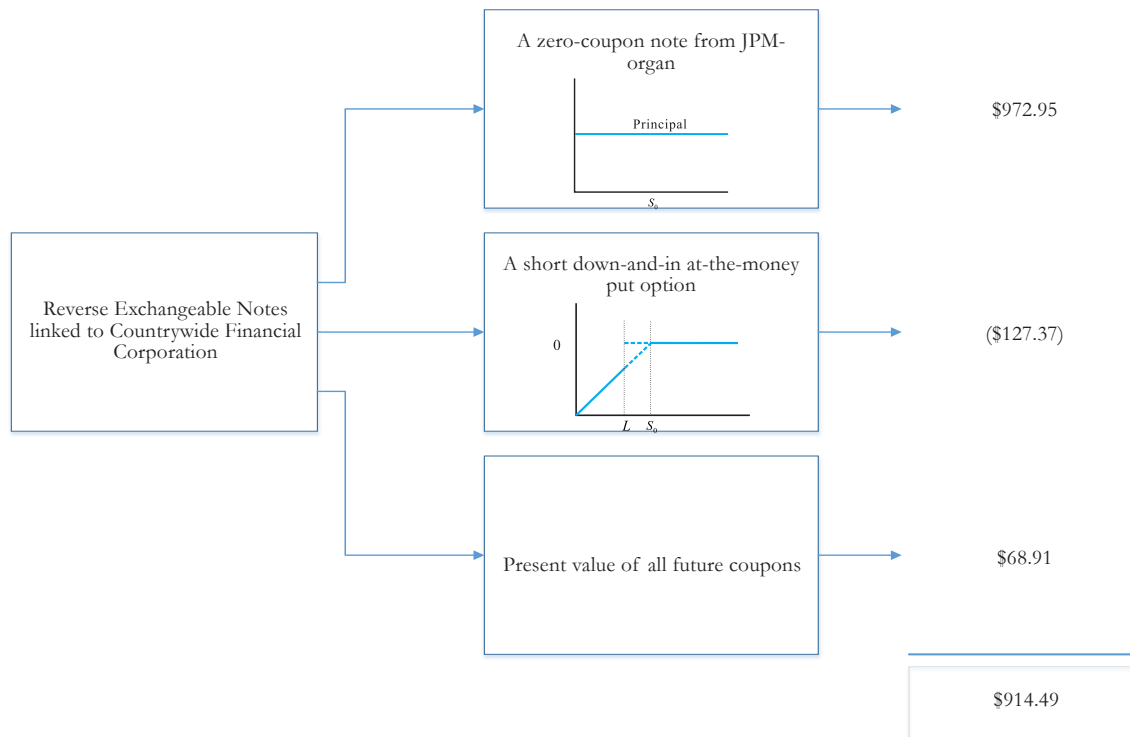 A zero-coupon note from JPM-
organ
Principal
S₀
$972.95
Reverse Exchangeable Notes
linked to Countrywide Financial
Corporation
A short down-and-in at-the-money
put option
0
L S₀
($127.37)
Present value of all future coupons
$68.91
$914.49